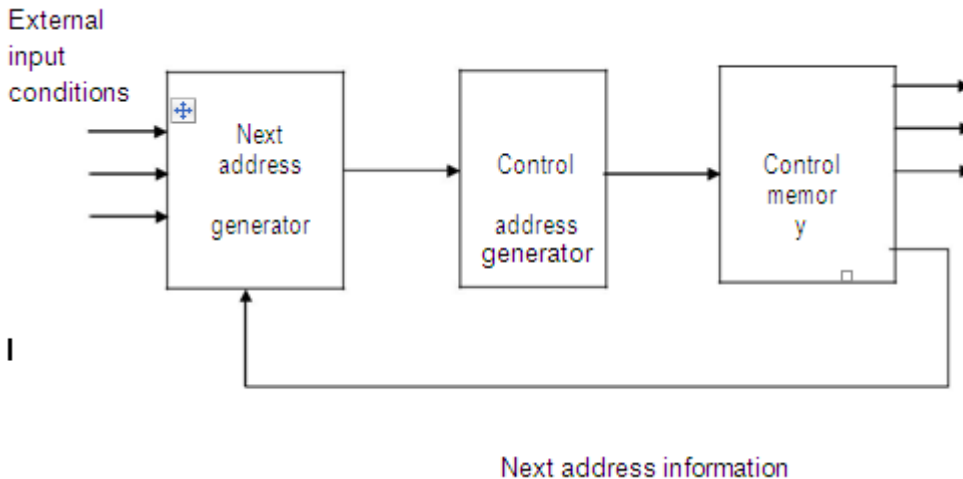 External
input
conditions
Next
address
generator
Control
address
generator
Control
memor
y
I
Next address information